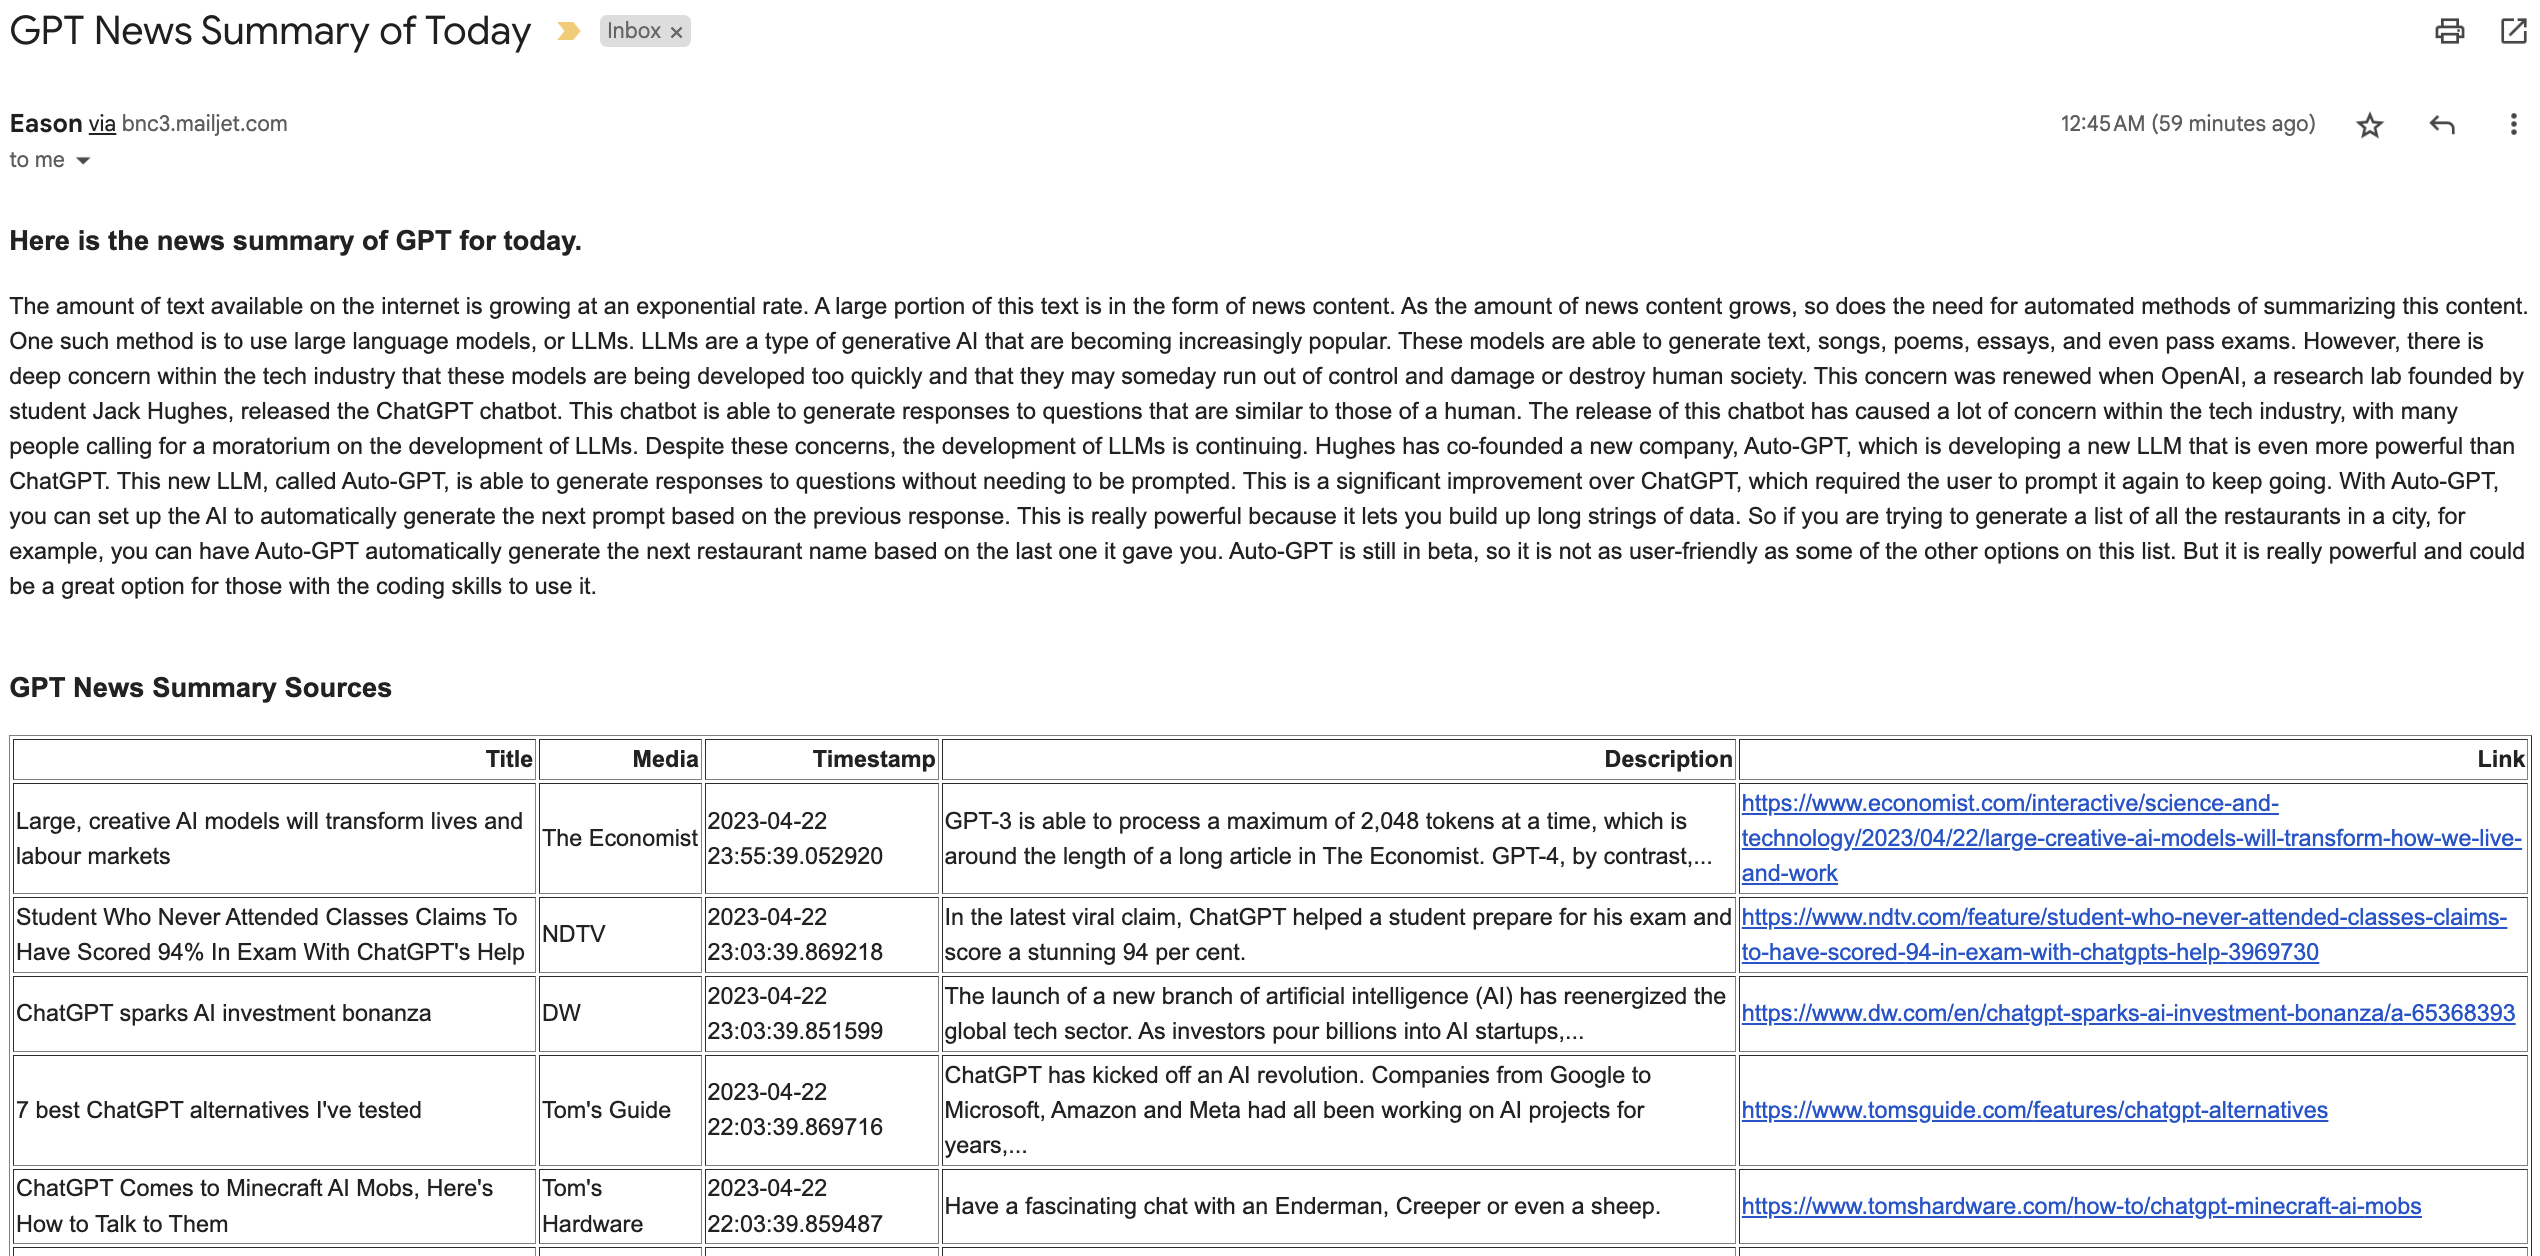 GPT News Summary of Today
Inbox ×
Eason via bnc3.mailjet.com
12:45 AM (59 minutes ago)
to me
Here is the news summary of GPT for today.
The amount of text available on the internet is growing at an exponential rate. A large portion of this text is in the form of news content. As the amount of news content grows, so does the need for automated methods of summarizing this content.
One such method is to use large language models, or LLMs. LLMs are a type of generative AI that are becoming increasingly popular. These models are able to generate text, songs, poems, essays, and even pass exams. However, there is
deep concern within the tech industry that these models are being developed too quickly and that they may someday run out of control and damage or destroy human society. This concern was renewed when OpenAI, a research lab founded by
student Jack Hughes, released the ChatGPT chatbot. This chatbot is able to generate responses to questions that are similar to those of a human. The release of this chatbot has caused a lot of concern within the tech industry, with many
people calling for a moratorium on the development of LLMs. Despite these concerns, the development of LLMs is continuing. Hughes has co-founded a new company, Auto-GPT, which is developing a new LLM that is even more powerful than
ChatGPT. This new LLM, called Auto-GPT, is able to generate responses to questions without needing to be prompted. This is a significant improvement over ChatGPT, which required the user to prompt it again to keep going. With Auto-GPT,
you can set up the AI to automatically generate the next prompt based on the previous response. This is really powerful because it lets you build up long strings of data. So if you are trying to generate a list of all the restaurants in a city, for
example, you can have Auto-GPT automatically generate the next restaurant name based on the last one it gave you. Auto-GPT is still in beta, so it is not as user-friendly as some of the other options on this list. But it is really powerful and could
be a great option for those with the coding skills to use it.
GPT News Summary Sources
Title Media Timestamp Description Link
Large, creative AI models will transform lives and
labour markets
The Economist
2023-04-22
23:55:39.052920
GPT-3 is able to process a maximum of 2,048 tokens at a time, which is
around the length of a long article in The Economist. GPT-4, by contrast,...
https://www.economist.com/interactive/science-and-
technology/2023/04/22/large-creative-ai-models-will-transform-how-we-live-
and-work
Student Who Never Attended Classes Claims To
Have Scored 94% In Exam With ChatGPT's Help
NDTV
2023-04-22
23:03:39.869218
In the latest viral claim, ChatGPT helped a student prepare for his exam and
score a stunning 94 per cent.
https://www.ndtv.com/feature/student-who-never-attended-classes-claims-
to-have-scored-94-in-exam-with-chatgpts-help-3969730
ChatGPT sparks AI investment bonanza
DW
2023-04-22
23:03:39.851599
The launch of a new branch of artificial intelligence (AI) has reenergized the
global tech sector. As investors pour billions into AI startups,...
https://www.dw.com/en/chatgpt-sparks-ai-investment-bonanza/a-65368393
7 best ChatGPT alternatives I've tested
Tom's Guide
2023-04-22
22:03:39.869716
ChatGPT has kicked off an AI revolution. Companies from Google to
Microsoft, Amazon and Meta had all been working on AI projects for
years,...
https://www.tomsguide.com/features/chatgpt-alternatives
ChatGPT Comes to Minecraft AI Mobs, Here's
How to Talk to Them
Tom's
Hardware
2023-04-22
22:03:39.859487
Have a fascinating chat with an Enderman, Creeper or even a sheep.
https://www.tomshardware.com/how-to/chatgpt-minecraft-ai-mobs